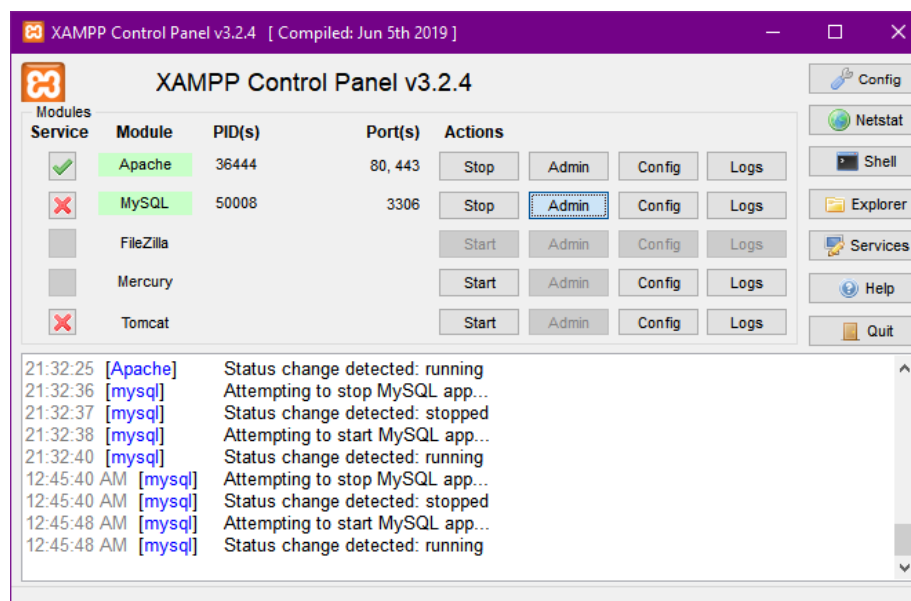 XAMPP Control Panel v3.2.4 [ Compiled: Jun 5th 2019 ]
XAMPP Control Panel v3.2.4
Config
Modules
Service Module PID(s) Port(s) Actions
Netstat
Apache 36444 80, 443 Stop Admin Config Logs
Shell
MySQL 50008 3306 Stop Admin Config Logs
Explorer
FileZilla Start Admin Config Logs
Services
Mercury Start Admin Config Logs
Help
Tomcat Start Admin Config Logs
Quit
21:32:25 [Apache] Status change detected: running
21:32:36 [mysql] Attempting to stop MySQL app...
21:32:37 [mysql] Status change detected: stopped
21:32:38 [mysql] Attempting to start MySQL app...
21:32:40 [mysql] Status change detected: running
12:45:40 AM [mysql] Attempting to stop MySQL app...
12:45:40 AM [mysql] Status change detected: stopped
12:45:48 AM [mysql] Attempting to start MySQL app...
12:45:48 AM [mysql] Status change detected: running